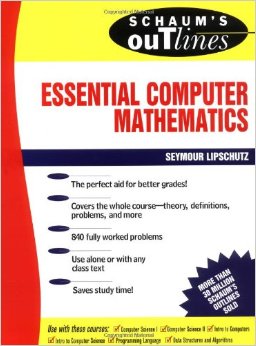 SCHAUM'S
ouTlines
ESSENTIAL COMPUTER
MATHEMATICS
SEYMOUR LIPSCHUTZ
The perfect aid for better grades!
Covers the whole course—theory, definitions,
problems, and more
840 fully worked problems
Use alone or with any
class text
Saves study time!
MORE THAN
30 MILLION
SCHAUM'S
OUTLINES
SOLD
Use with these courses: Computer Science I Computer Science II Intro to Computers
Intro to Computer Science Programming Language Data Structures and Algorithms